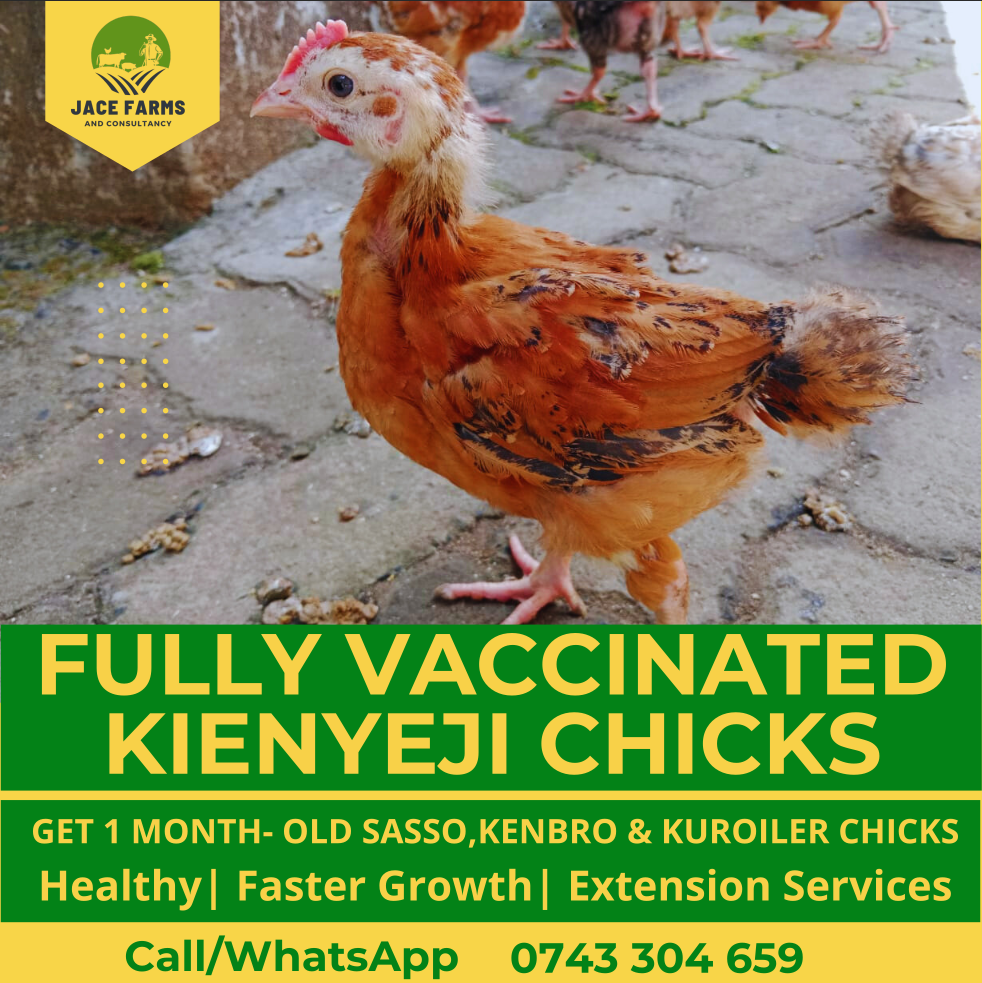 JACE FARMS
AND CONSULTANCY
FULLY VACCINATED
KIENYEJI CHICKS
GET 1 MONTH- OLD SASSO,KENBRO & KUROILER CHICKS
Healthy| Faster Growth| Extension Services
Call/WhatsApp 0743 304 659